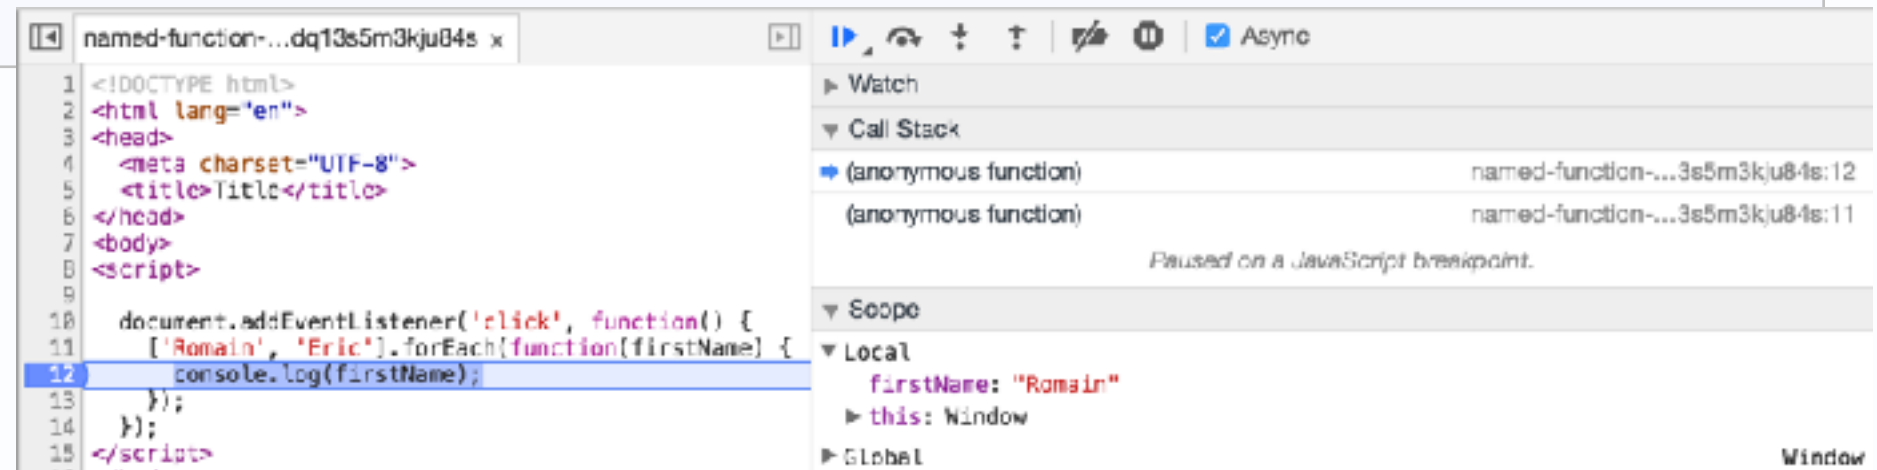 named-function-...dq13s5m3kju84s x
1 <!DOCTYPE html>
2 <html lang="en">
3 <head>
4 <meta charset="UTF-8">
5 <title>Title</title>
6 </head>
7 <body>
8 <script>
9
10 document.addEventListener('click', function() {
11 ['Romain', 'Eric'].forEach(function(firstName) {
12 console.log(firstName);
13 });
14 });
15 </script>
Async
Watch
Call Stack
(anonymous function) named-function-...3s5m3kju84s:12
(anonymous function) named-function-...3s5m3kju84s:11
Paused on a JavaScript breakpoint.
Scope
Local
firstName: "Romain"
this: Window
Global Window